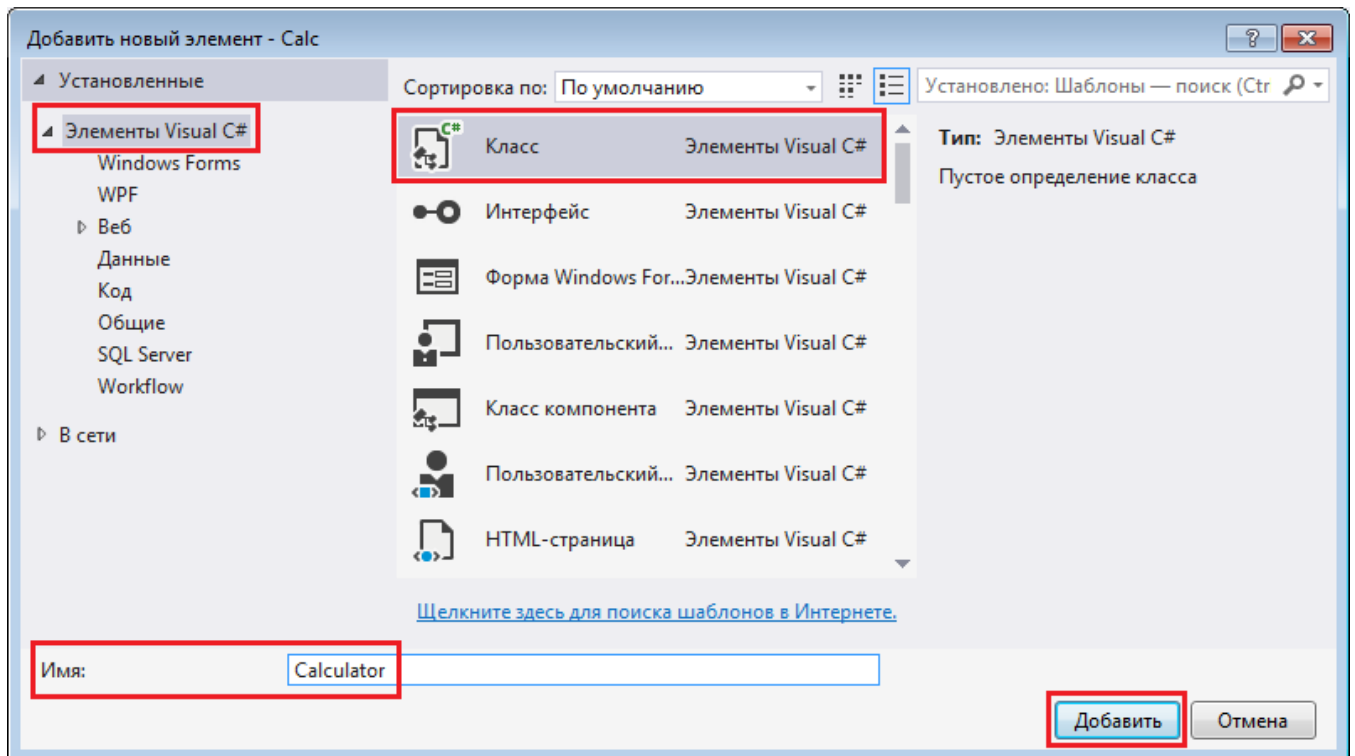 Добавить новый элемент - Calc
Установленные
Элементы Visual C#
Windows Forms
WPF
Веб
Данные
Код
Общие
SQL Server
Workflow
В сети
Сортировка по: По умолчанию
Установлено: Шаблоны — поиск (Ctr
C#
Класс Элементы Visual C#
Интерфейс Элементы Visual C#
Форма Windows For...Элементы Visual C#
Пользовательский... Элементы Visual C#
Класс компонента Элементы Visual C#
Пользовательский... Элементы Visual C#
HTML-страница Элементы Visual C#
Щелкните здесь для поиска шаблонов в Интернете.
Тип: Элементы Visual C#
Пустое определение класса
Имя: Calculator
Добавить Отмена